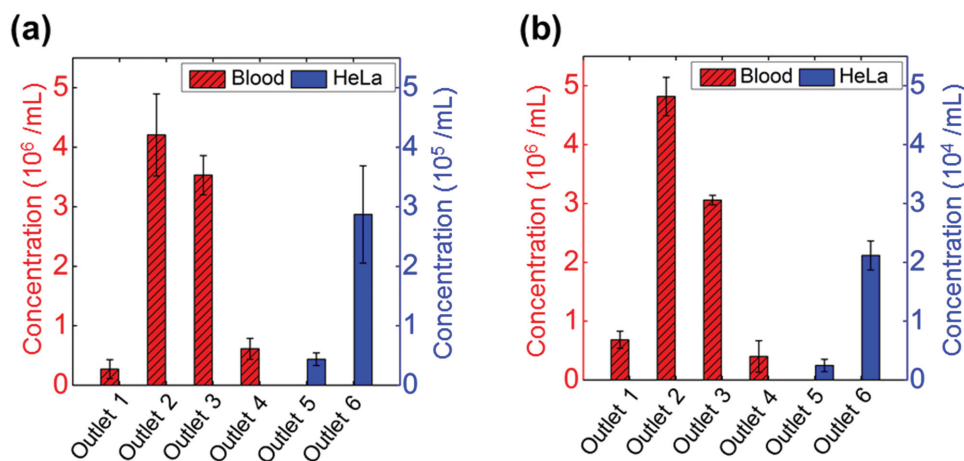 (a)
Blood HeLa
Concentration (10⁶ /mL)
5
4
3
2
1
0
Concentration (10⁵ /mL)
5
4
3
2
1
0
Outlet 1
Outlet 2
Outlet 3
Outlet 4
Outlet 5
Outlet 6
(b)
Blood HeLa
Concentration (10⁶ /mL)
5
4
3
2
1
0
Concentration (10⁴ /mL)
5
4
3
2
1
0
Outlet 1
Outlet 2
Outlet 3
Outlet 4
Outlet 5
Outlet 6